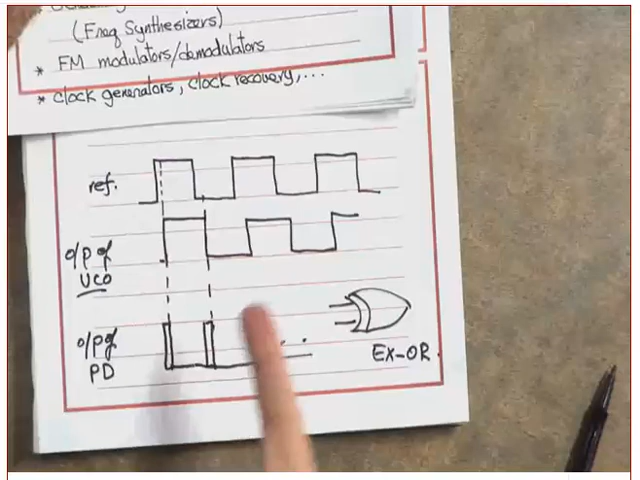 (Freq Synthesizers)
* FM modulators/demodulators
* clock generators, clock recovery, ...
ref.
o/p of
VCO
o/p of
PD
EX-OR.